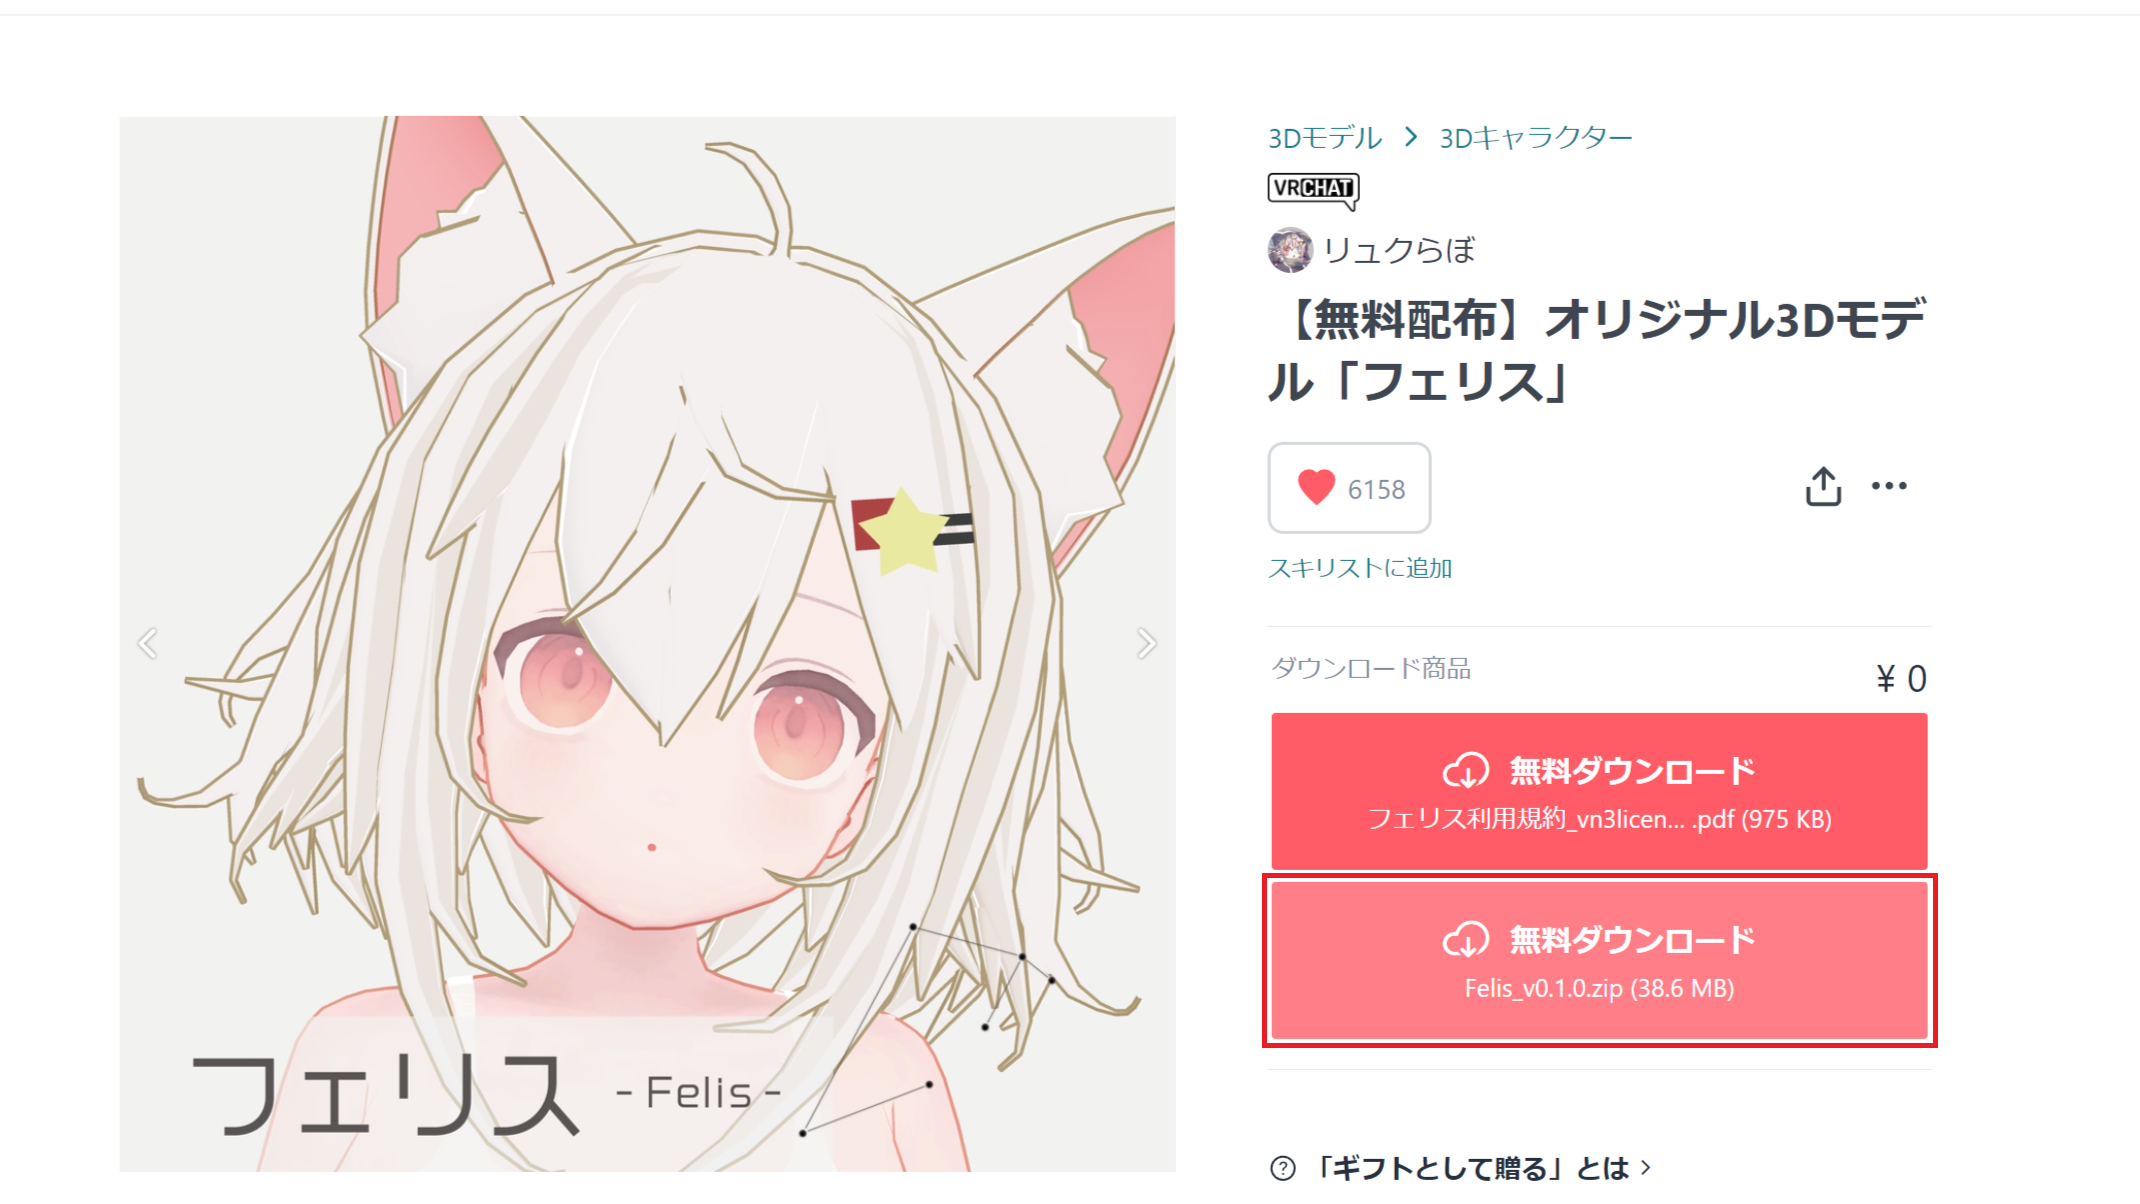 フェリス - Felis -
3Dモデル > 3Dキャラクター
VRCHAT
リュクらぼ
【無料配布】オリジナル3Dモデ
ル「フェリス」
6158
スキリストに追加
ダウンロード商品
¥ 0
無料ダウンロード
フェリス利用規約_vn3licen... .pdf (975 KB)
無料ダウンロード
Felis_v0.1.0.zip (38.6 MB)
「ギフトとして贈る」とは